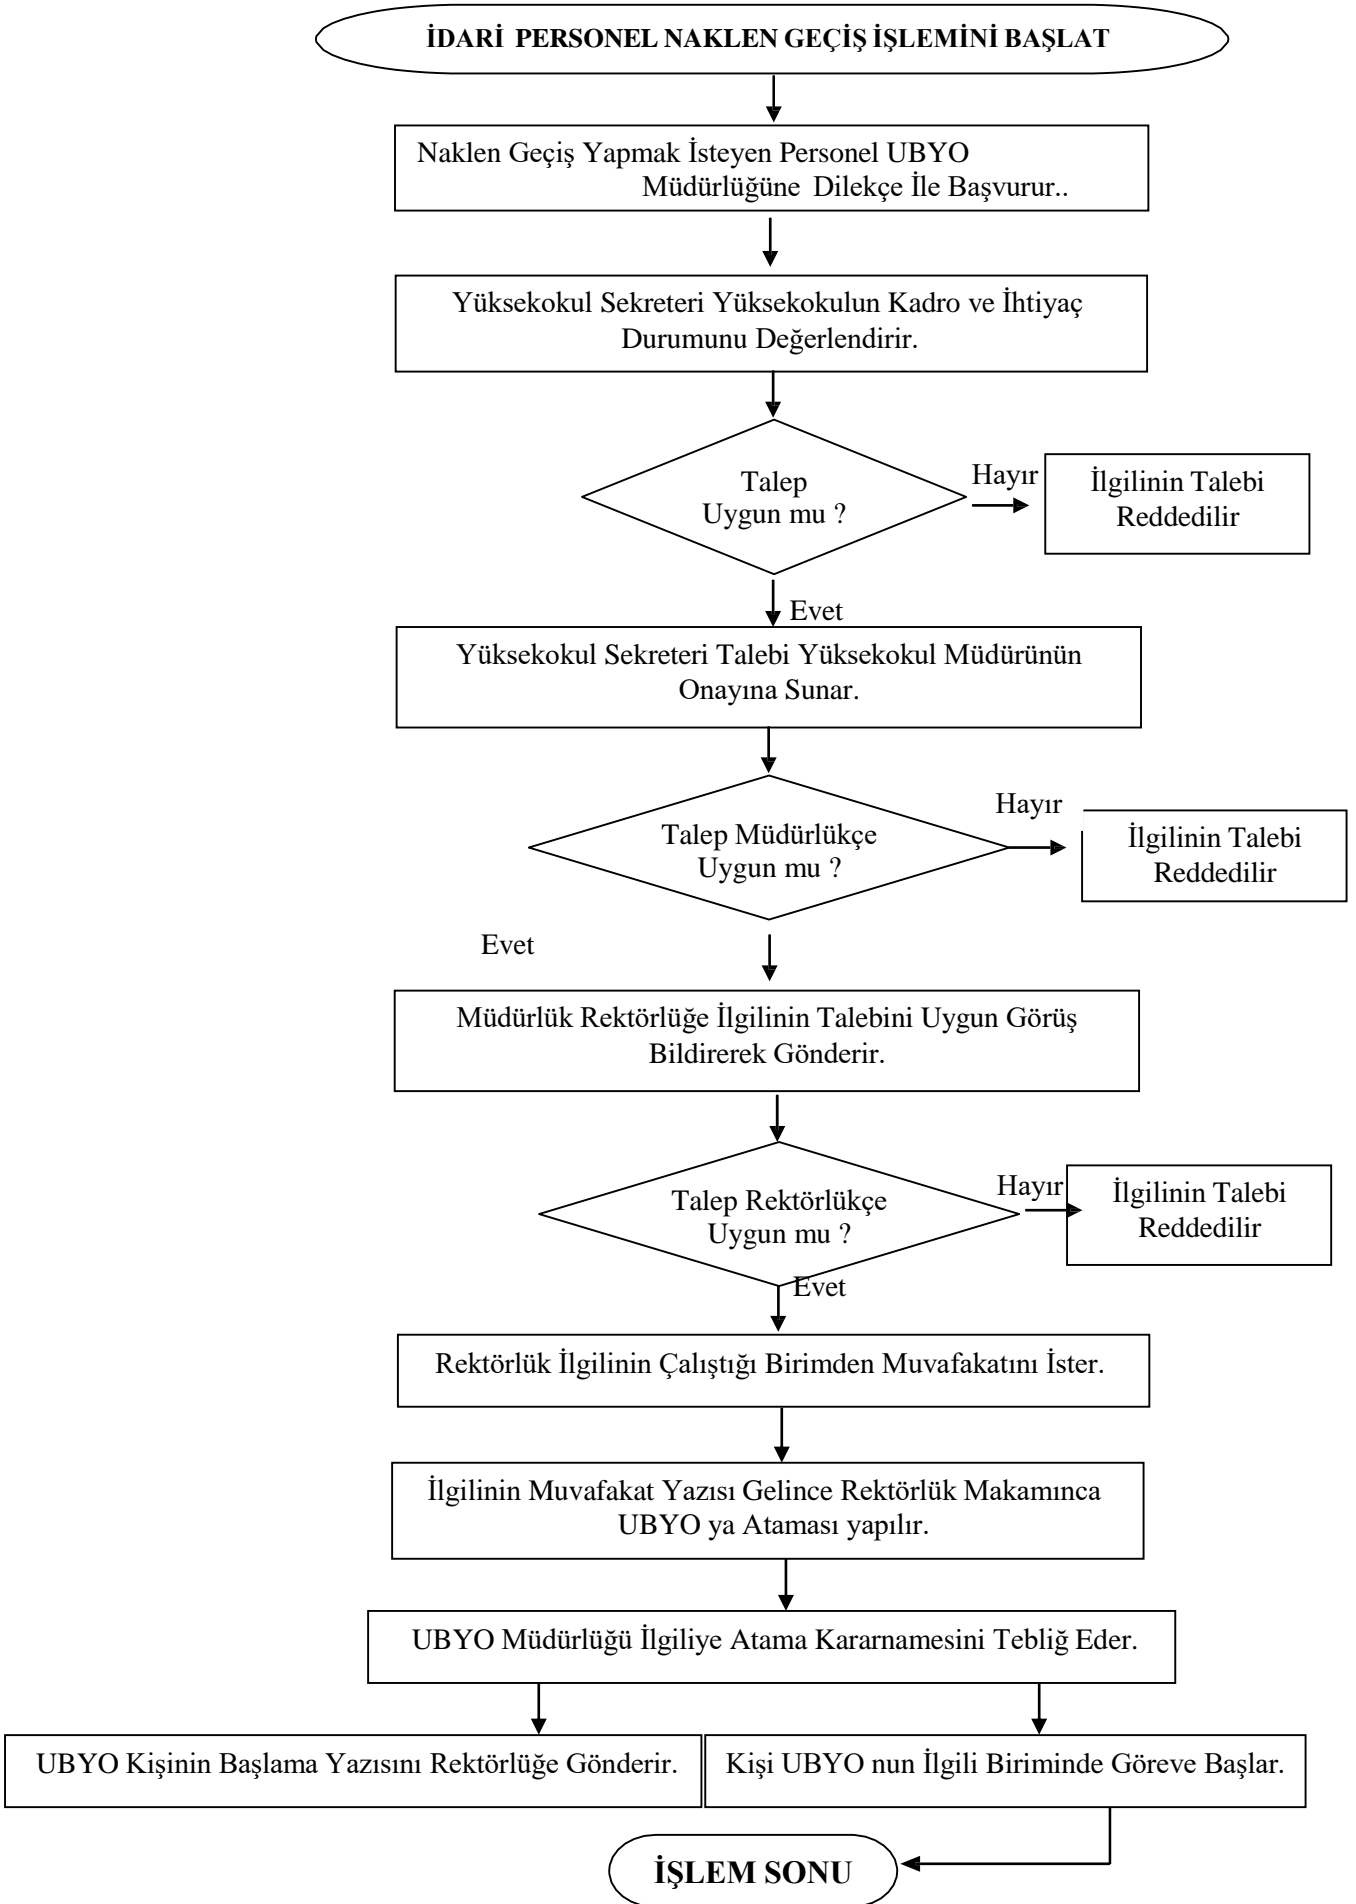 İDARİ PERSONEL NAKLEN GEÇİŞ İŞLEMİNİ BAŞLAT
Naklen Geçiş Yapmak İsteyen Personel UBYO
Müdürlüğüne Dilekçe İle Başvurur..
Yüksekokul Sekreteri Yüksekokulun Kadro ve İhtiyaç
Durumunu Değerlendirir.
Talep
Uygun mu ?
Hayır
İlgilinin Talebi
Reddedilir
Evet
Yüksekokul Sekreteri Talebi Yüksekokul Müdürünün
Onayına Sunar.
Talep Müdürlükçe
Uygun mu ?
Hayır
İlgilinin Talebi
Reddedilir
Evet
Müdürlük Rektörlüğe İlgilinin Talebini Uygun Görüş
Bildirerek Gönderir.
Talep Rektörlükçe
Uygun mu ?
Hayır
İlgilinin Talebi
Reddedilir
Evet
Rektörlük İlgilinin Çalıştığı Birimden Muvafakatını İster.
İlgilinin Muvafakat Yazısı Gelince Rektörlük Makamınca
UBYO ya Ataması yapılır.
UBYO Müdürlüğü İlgiliye Atama Kararnamesini Tebliğ Eder.
UBYO Kişinin Başlama Yazısını Rektörlüğe Gönderir.
Kişi UBYO nun İlgili Biriminde Göreve Başlar.
İŞLEM SONU